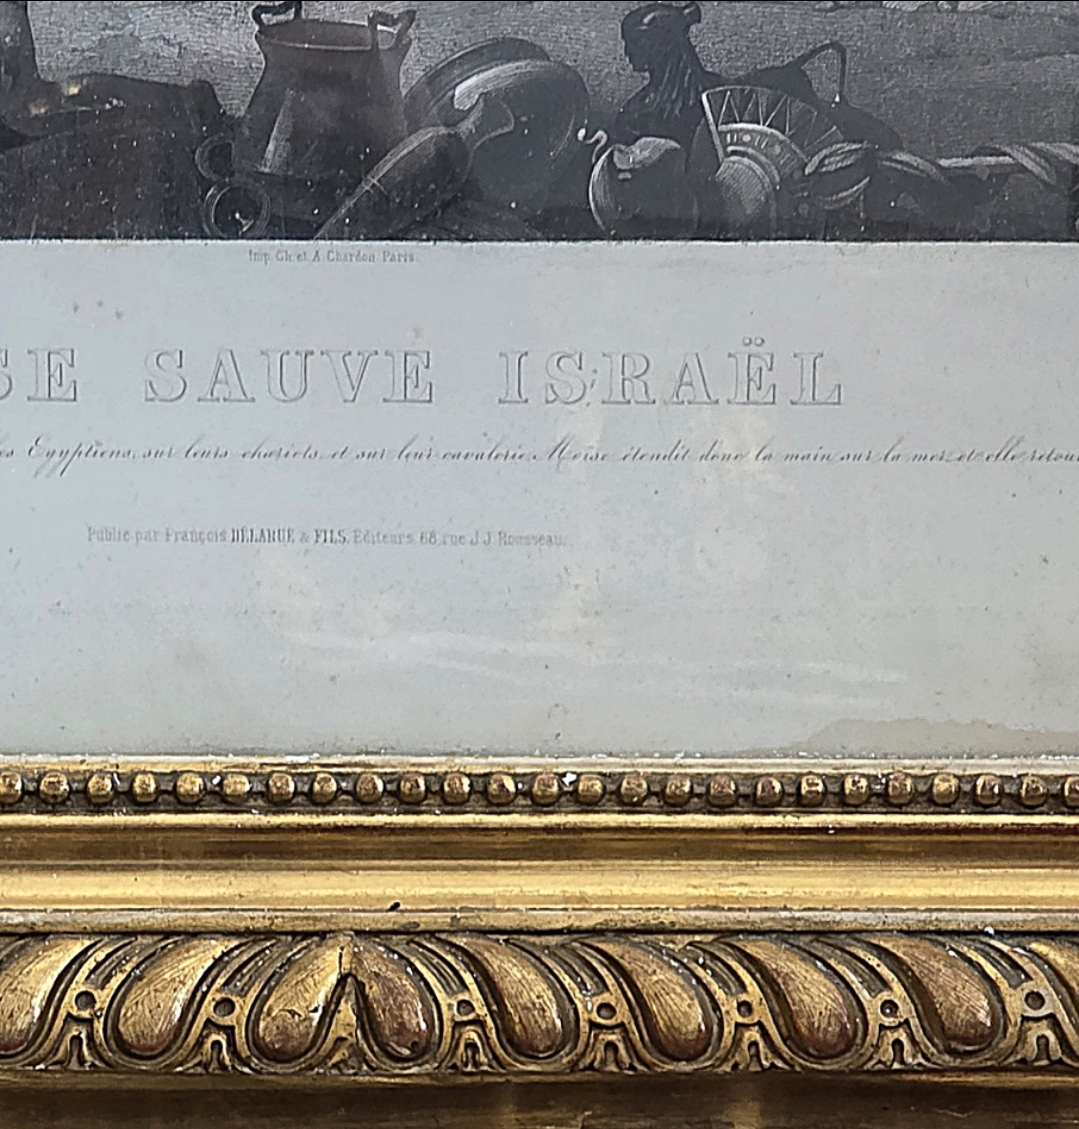 Imp. Ch. et A. Chardon Paris.
SE SAUVE ISRAËL
es Egyptiens, sur leurs chariots, et sur leur cavalerie. Moïse étendit donc la main sur la mer, et elle retou
Publié par François DELARUE & FILS, Editeurs, 68, rue J.J. Rousseau.